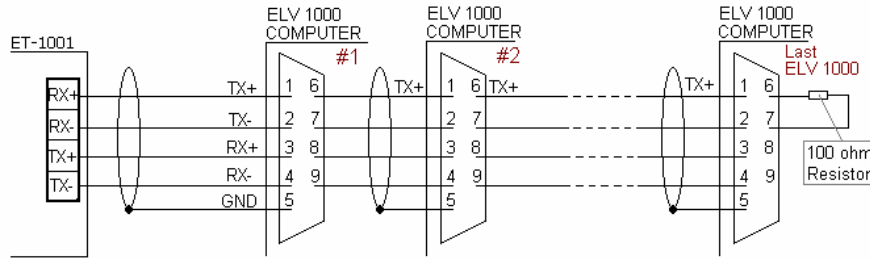 ELV 1000
COMPUTER
#1
ELV 1000
COMPUTER
#2
ELV 1000
COMPUTER
Last
ELV 1000
ET-1001
RX+
RX-
TX+
TX-
TX+
TX-
RX+
RX-
GND
1 6
2 7
3 8
4 9
5
TX+
1 6
2 7
3 8
4 9
5
TX+
TX+
1 6
2 7
3 8
4 9
5
100 ohm
Resistor